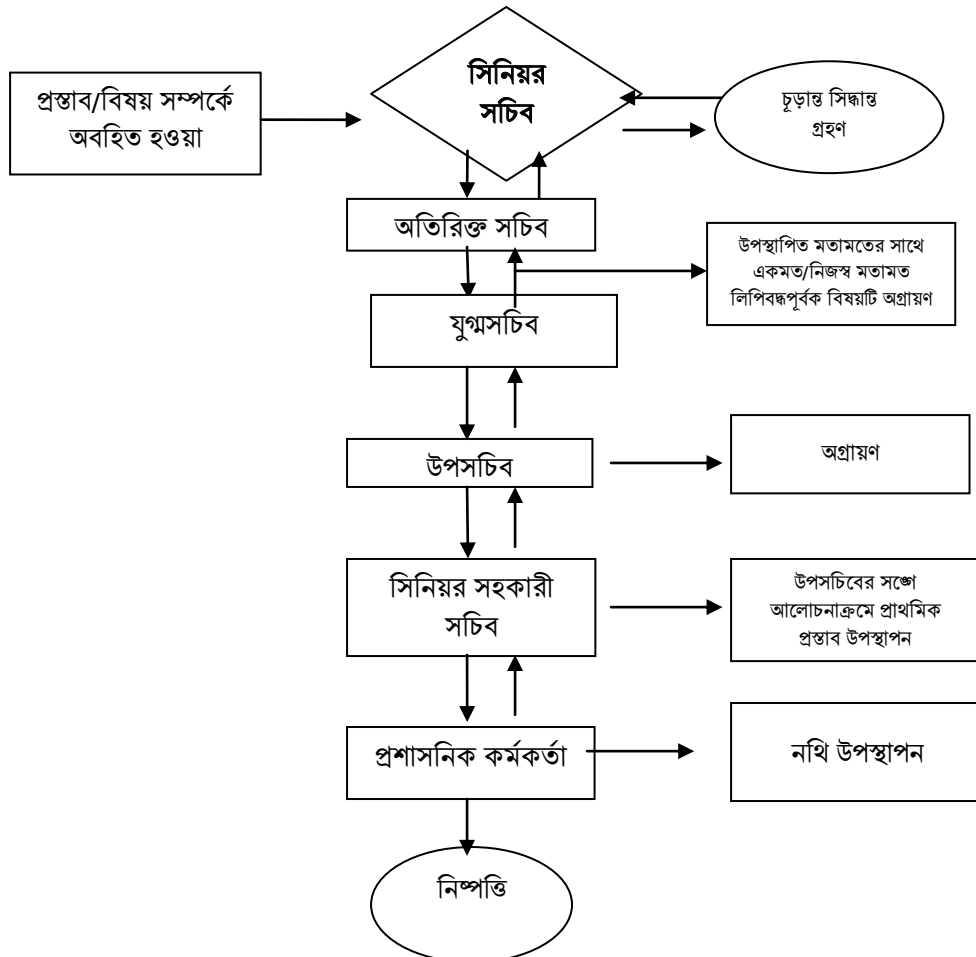 প্রস্তাব/বিষয় সম্পর্কে
অবহিত হওয়া
সিনিয়র
সচিব
চূড়ান্ত সিদ্ধান্ত
গ্রহণ
অতিরিক্ত সচিব
উপস্থাপিত মতামতের সাথে
একমত/নিজস্ব মতামত
লিপিবদ্ধপূর্বক বিষয়টি অগ্রায়ণ
যুগ্মসচিব
উপসচিব
অগ্রায়ণ
সিনিয়র সহকারী
সচিব
উপসচিবের সঙ্গে
আলোচনাক্রমে প্রাথমিক
প্রস্তাব উপস্থাপন
প্রশাসনিক কর্মকর্তা
নথি উপস্থাপন
নিষ্পত্তি